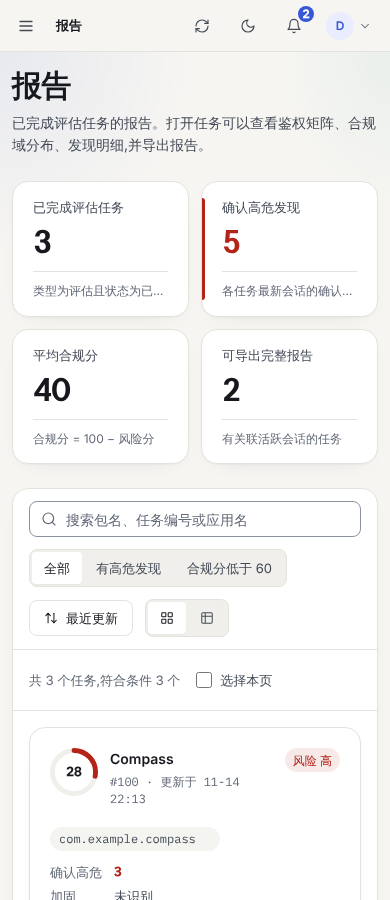 报告
2
D
报告
已完成评估任务的报告。打开任务可以查看鉴权矩阵、合规
域分布、发现明细,并导出报告。
已完成评估任务
3
类型为评估且状态为已…
确认高危发现
5
各任务最新会话的确认…
平均合规分
40
合规分 = 100 − 风险分
可导出完整报告
2
有关联活跃会话的任务
搜索包名、任务编号或应用名
全部 有高危发现 合规分低于 60
最近更新
共 3 个任务,符合条件 3 个 选择本页
28
Compass
风险 高
#100 · 更新于 11-14
22:13
com.example.compass
确认高危 3
加固 未识别